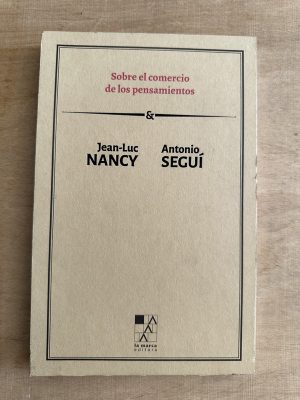 Sobre el comercio
de los pensamientos
&
Jean-Luc Antonio
NANCY SEGUÍ
la marca
editora